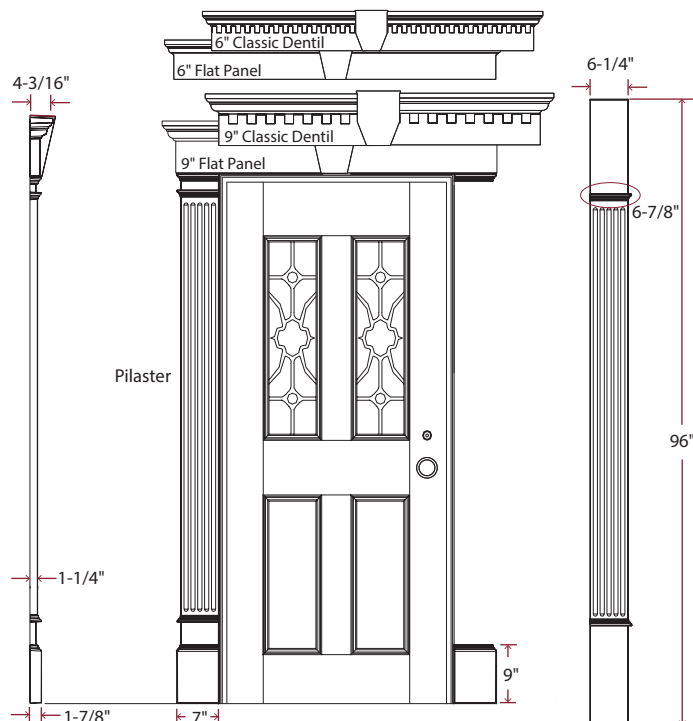 6" Classic Dentil
6" Flat Panel
6-1/4"
4-3/16"
9" Classic Dentil
9" Flat Panel
6-7/8"
Pilaster
96"
1-1/4"
9"
1-7/8"
7"